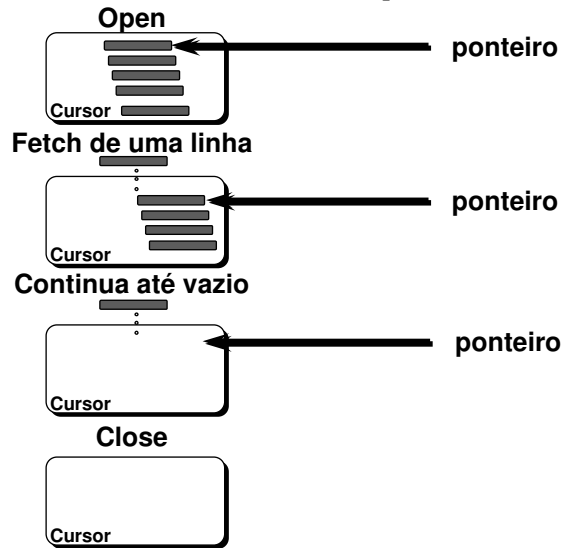 Open
ponteiro
Cursor
Fetch de uma linha
ponteiro
Cursor
Continua até vazio
ponteiro
Cursor
Close
Cursor